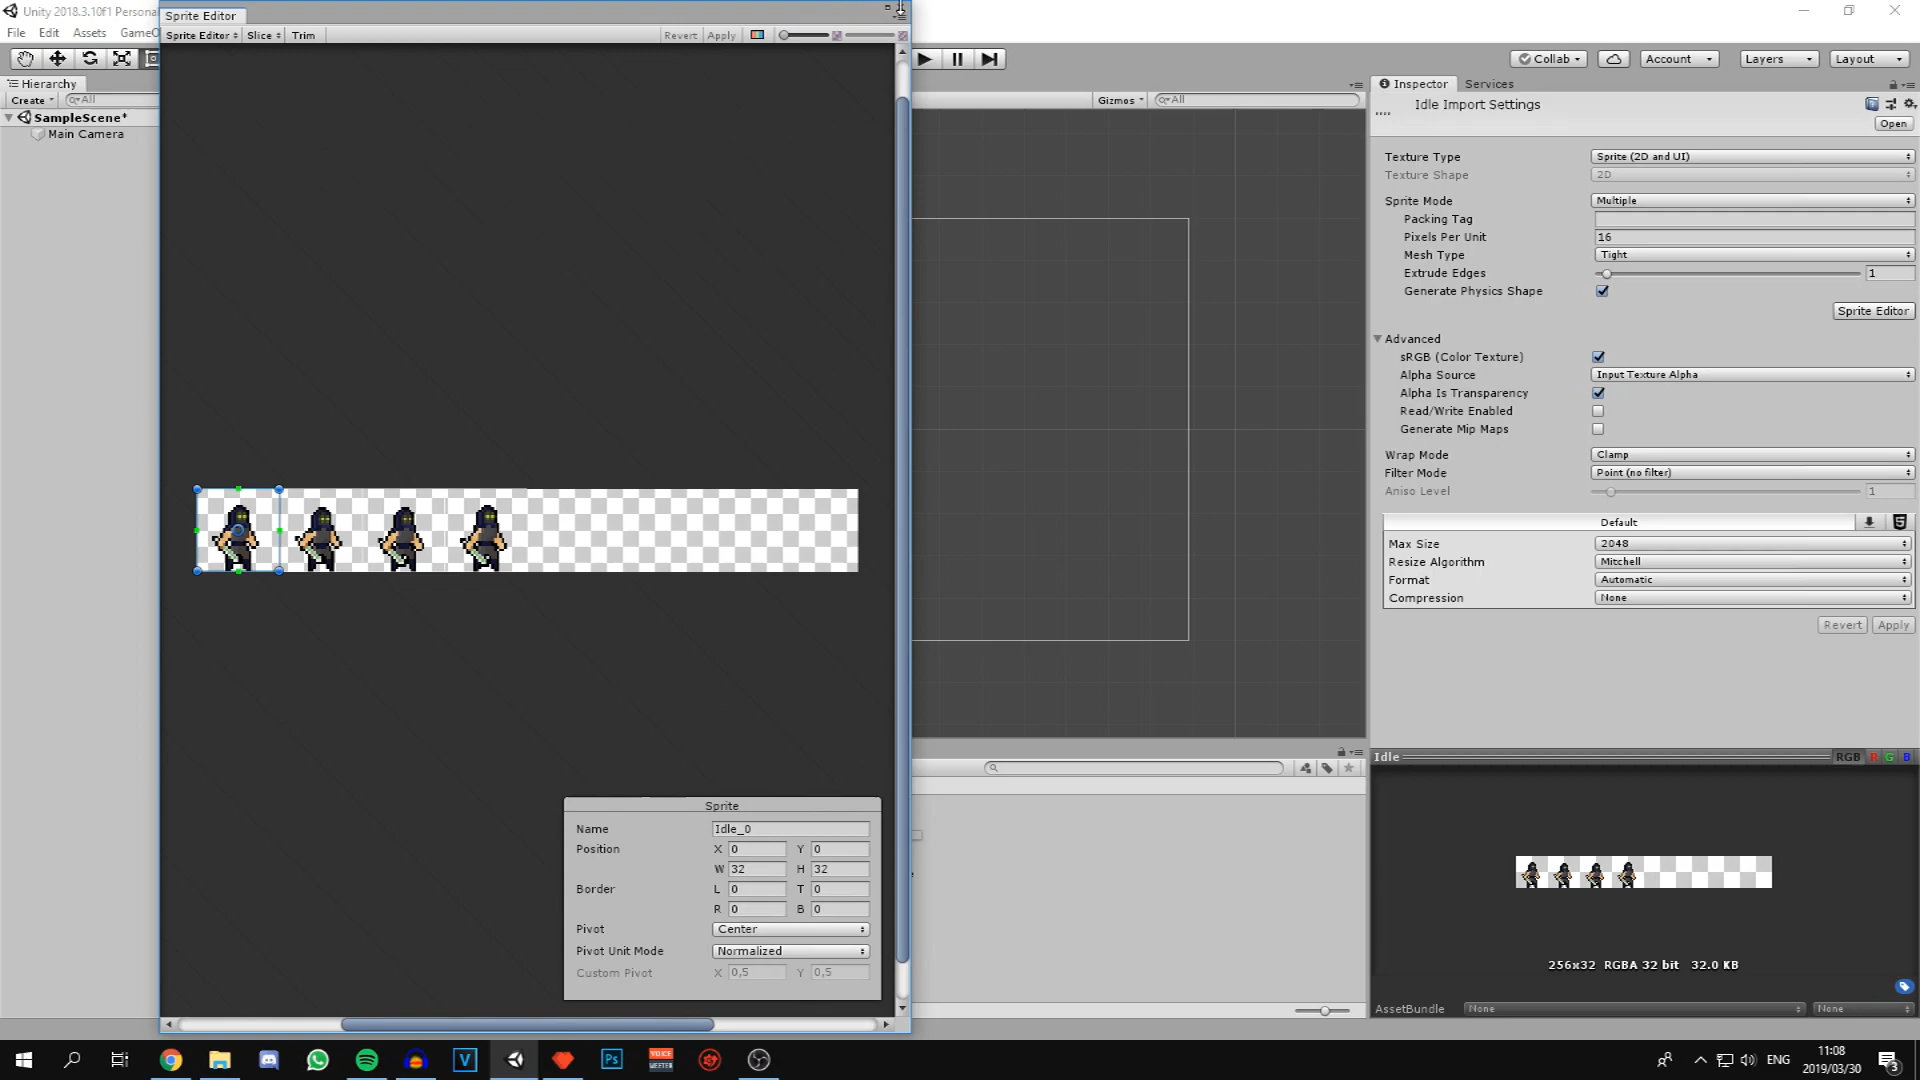 Unity 2018.3.10f1 Persona
File Edit Assets GameO
Sprite Editor
Sprite Editor Slice Trim Revert Apply
Collab Account Layers Layout
Hierarchy
Create All
SampleScene*
Main Camera
Gizmos All
Inspector Services
Idle Import Settings
Open
Texture Type Sprite (2D and UI)
Texture Shape 2D
Sprite Mode Multiple
Packing Tag
Pixels Per Unit 16
Mesh Type Tight
Extrude Edges 1
Generate Physics Shape
Sprite Editor
Advanced
sRGB (Color Texture)
Alpha Source Input Texture Alpha
Alpha Is Transparency
Read/Write Enabled
Generate Mip Maps
Wrap Mode Clamp
Filter Mode Point (no filter)
Aniso Level 1
Default
Max Size 2048
Resize Algorithm Mitchell
Format Automatic
Compression None
Revert Apply
Idle RGB R G B
256x32 RGBA 32 bit 32.0 KB
AssetBundle None None
Sprite
Name Idle_0
Position X 0 Y 0
W 32 H 32
Border L 0 T 0
R 0 B 0
Pivot Center
Pivot Unit Mode Normalized
Custom Pivot X 0,5 Y 0,5
V Ps VOICE
ENG
11:08
2019/03/30
3